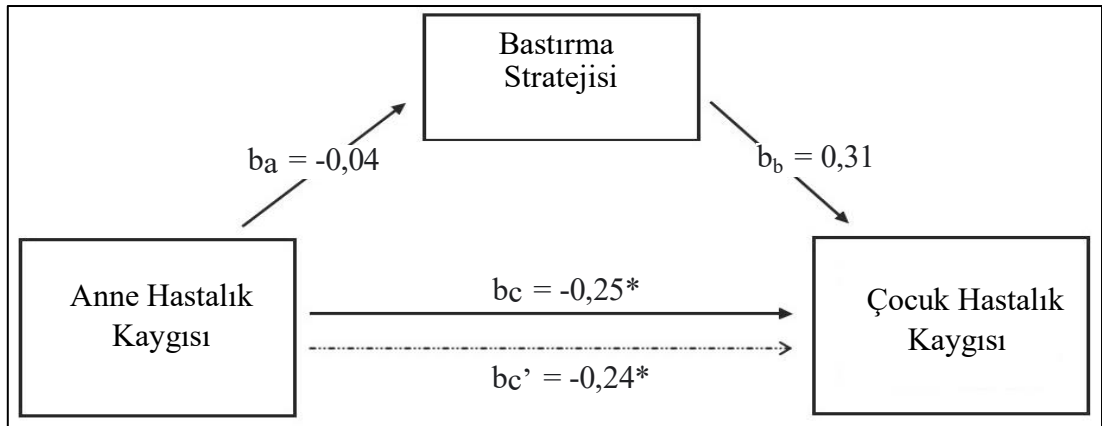 Bastırma
Stratejisi
ba = -0,04
bb = 0,31
Anne Hastalık
Kaygısı
bc = -0,25*
bc’ = -0,24*
Çocuk Hastalık
Kaygısı